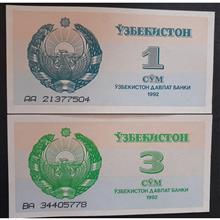 ЎЗБЕКИСТОН
1
СЎМ
ЎЗБЕКИСТОН ДАВЛАТ БАНКИ
1992
АА 21377504
ЎЗБЕКИСТОН
3
СЎМ
ЎЗБЕКИСТОН ДАВЛАТ БАНКИ
1992
ВА 34405778